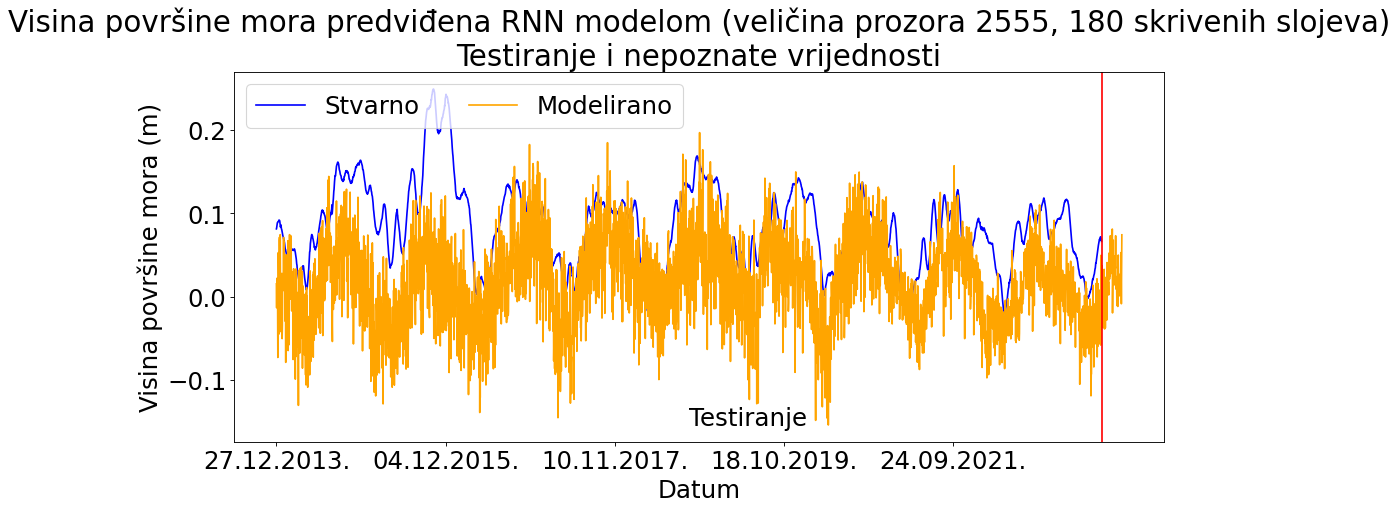 Visina površine mora predviđena RNN modelom (veličina prozora 2555, 180 skrivenih slojeva)
Testiranje i nepoznate vrijednosti
Stvarno Modelirano
Visina površine mora (m)
0.2
0.1
0.0
−0.1
Testiranje
27.12.2013. 04.12.2015. 10.11.2017. 18.10.2019. 24.09.2021.
Datum